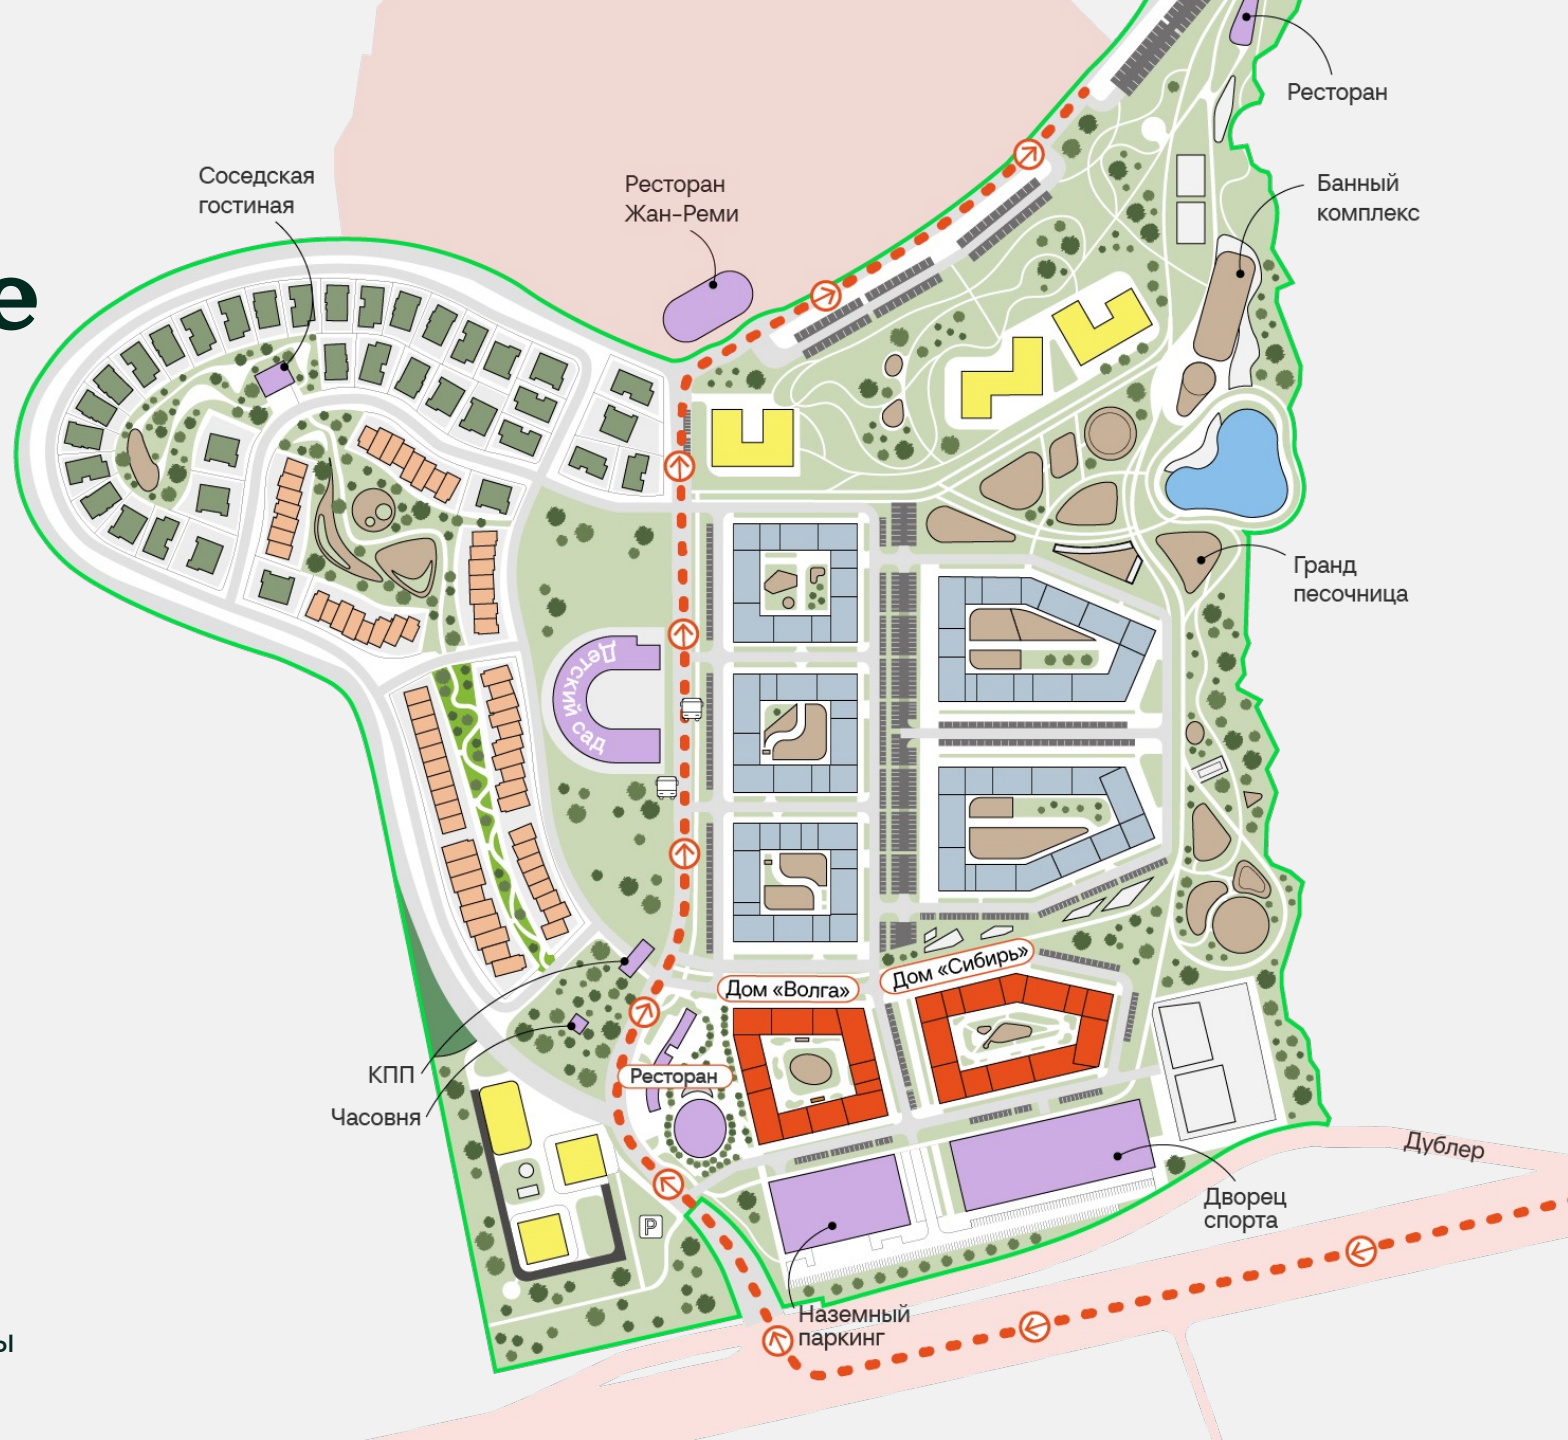 Ресторан
Соседская
гостиная
Ресторан
Жан-Реми
Банный
комплекс
е
Гранд
песочница
Детский сад
Дом «Волга»
Дом «Сибирь»
КПП
Ресторан
Часовня
Дублер
Дворец
спорта
P
Наземный
паркинг
ы